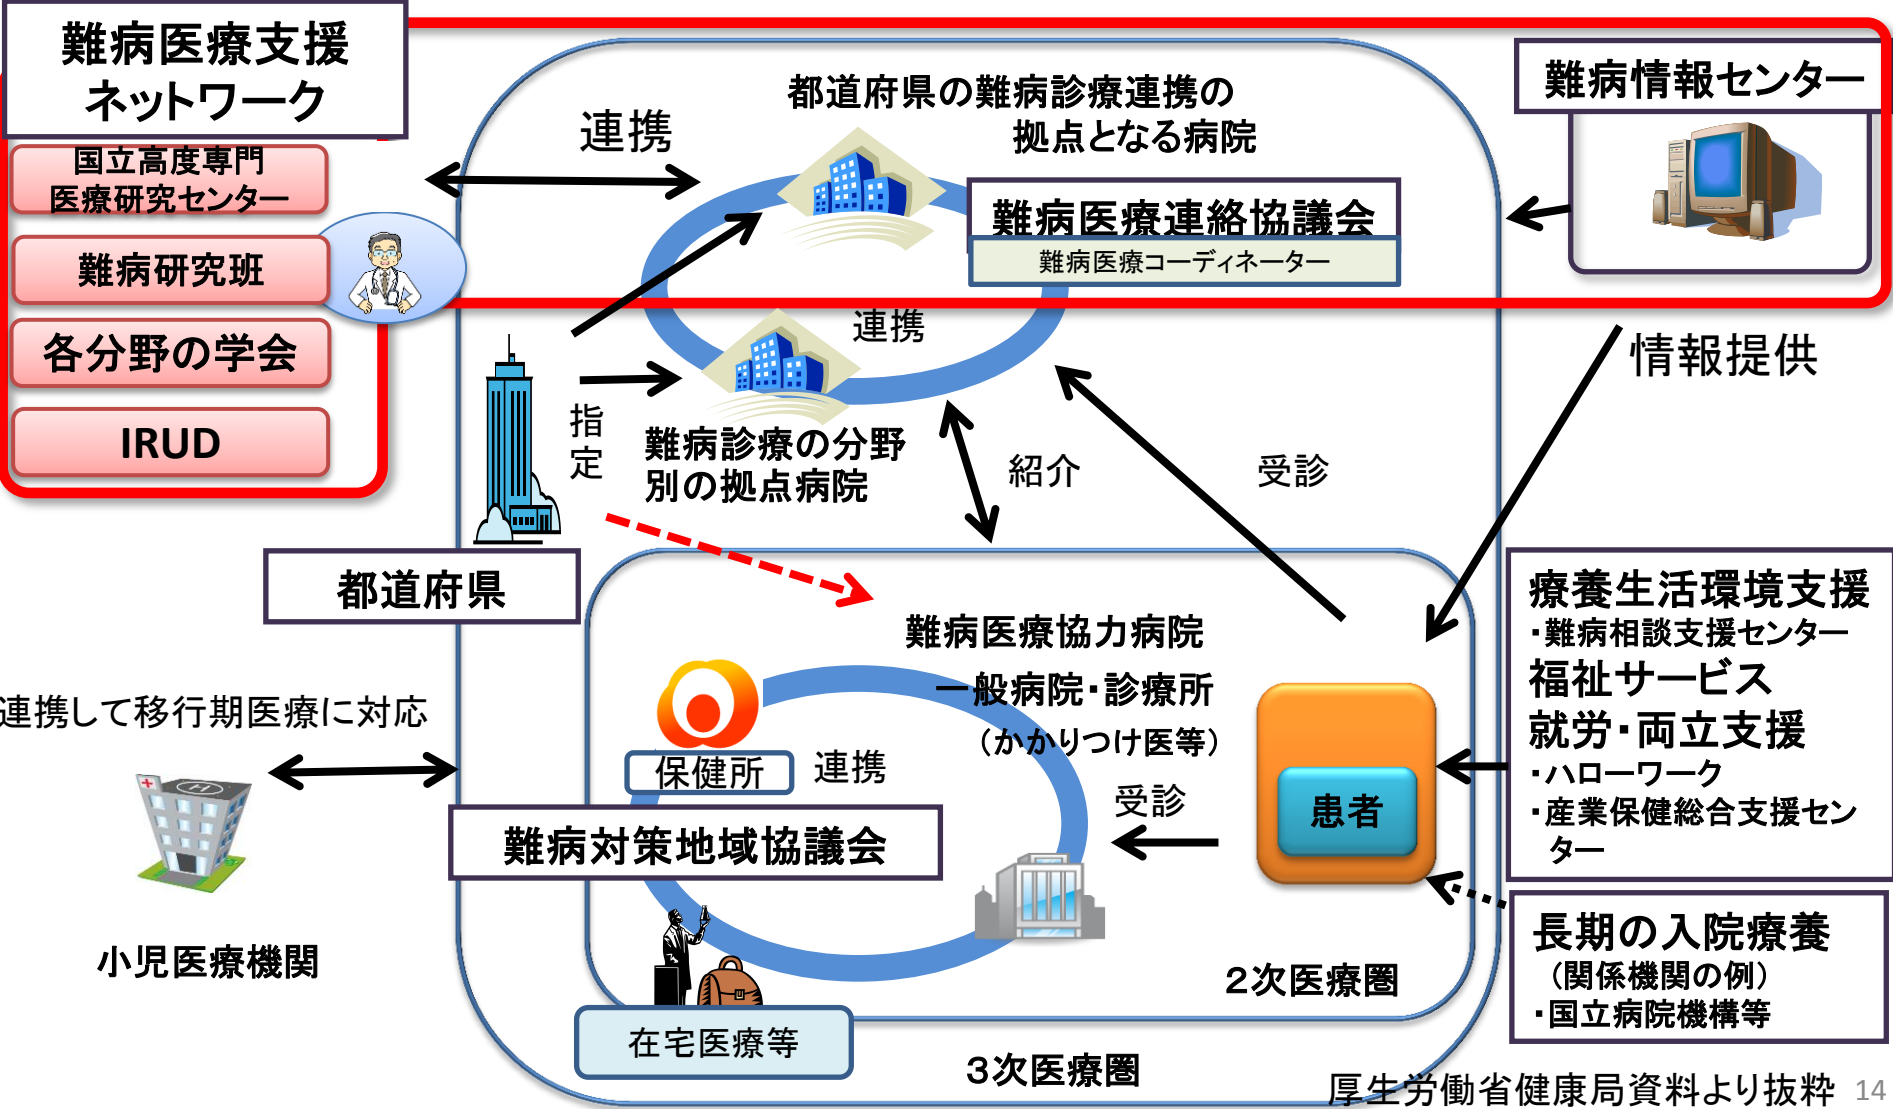 難病医療支援
ネットワーク
国立高度専門
医療研究センター
難病研究班
各分野の学会
IRUD
連携
都道府県の難病診療連携の
拠点となる病院
難病医療連絡協議会
難病医療コーディネーター
難病情報センター
連携
指
定
難病診療の分野
別の拠点病院
紹介
受診
情報提供
都道府県
難病医療協力病院
一般病院・診療所
（かかりつけ医等）
保健所
連携
難病対策地域協議会
受診
患者
在宅医療等
２次医療圏
３次医療圏
連携して移行期医療に対応
小児医療機関
療養生活環境支援
・難病相談支援センター
福祉サービス
就労・両立支援
・ハローワーク
・産業保健総合支援セン
ター
長期の入院療養
（関係機関の例）
・国立病院機構等
厚生労働省健康局資料より抜粋
14